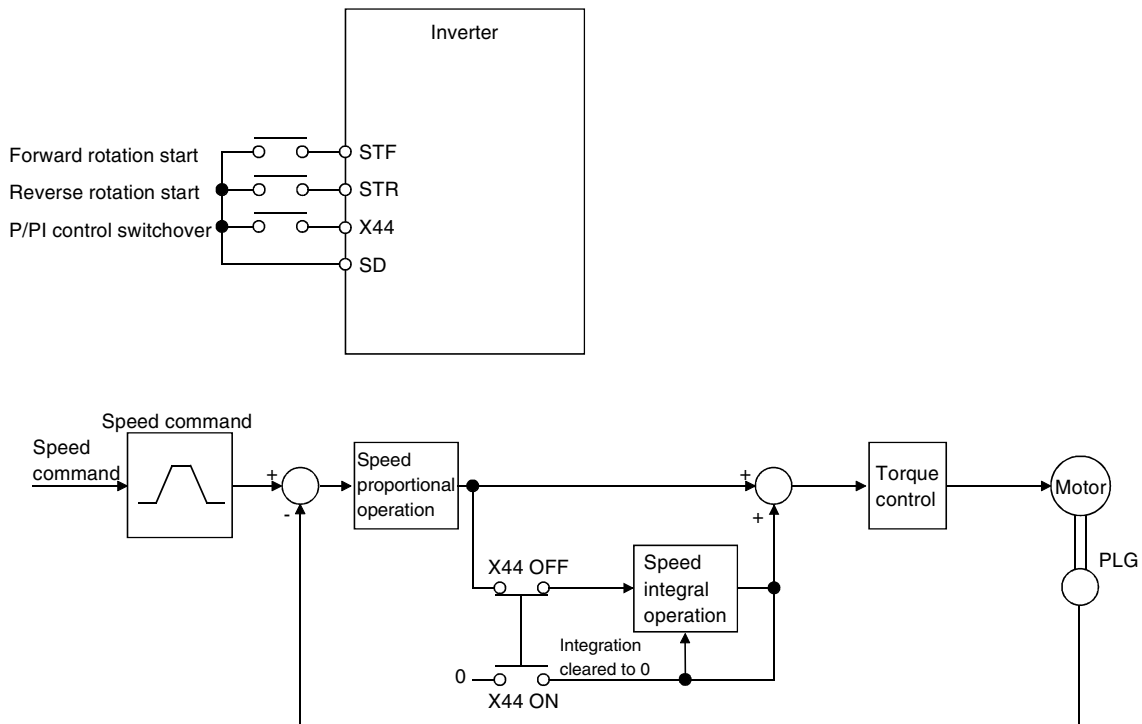 Inverter
Forward rotation start
STF
Reverse rotation start
STR
P/PI control switchover
X44
SD
Speed command
Speed
command
+
-
Speed
proportional
operation
+
+
Torque
control
Motor
PLG
X44 OFF
Speed
integral
operation
Integration
cleared to 0
0
X44 ON